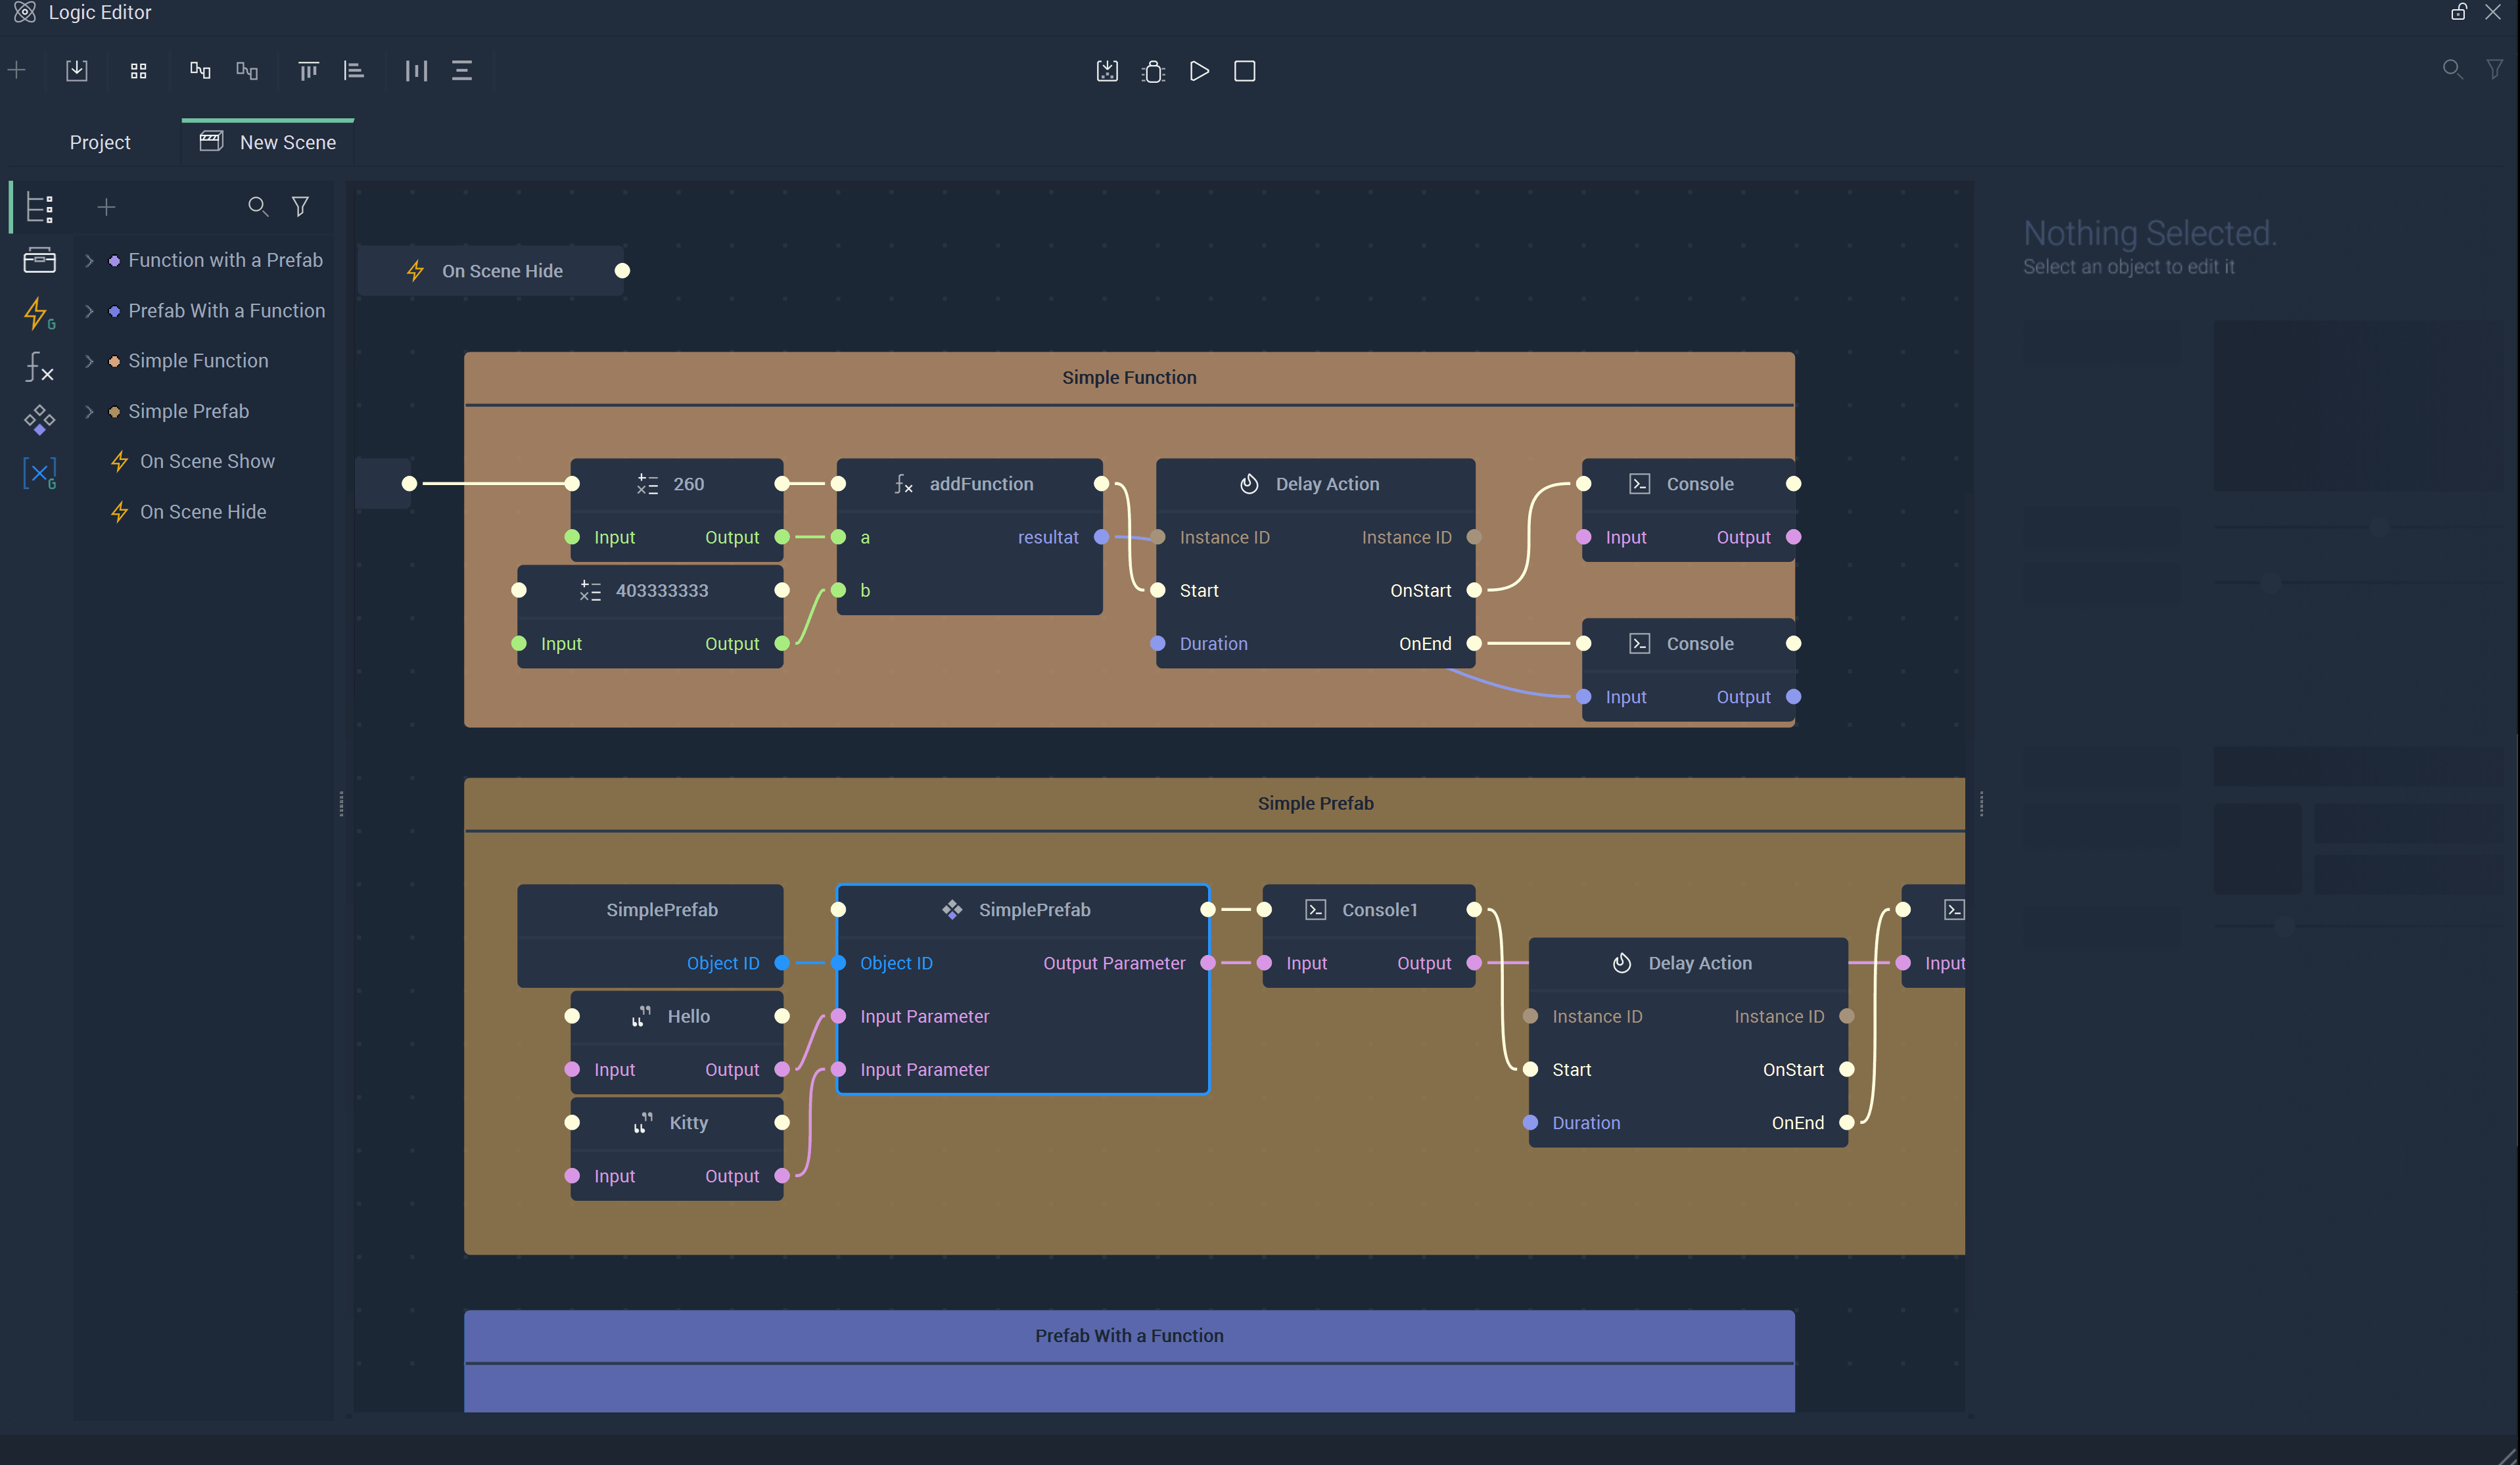 Logic Editor
Project
New Scene
Function with a Prefab
Prefab With a Function
Simple Function
Simple Prefab
On Scene Show
On Scene Hide
On Scene Hide
Simple Function
260
Input Output
403333333
Input Output
addFunction
a resultat
b
Delay Action
Instance ID Instance ID
Start OnStart
Duration OnEnd
Console
Input Output
Console
Input Output
Simple Prefab
SimplePrefab
Object ID
Hello
Input Output
Kitty
Input Output
SimplePrefab
Object ID Output Parameter
Input Parameter
Input Parameter
Console1
Input Output
Delay Action
Instance ID Instance ID
Start OnStart
Duration OnEnd
Input
Prefab With a Function
Nothing Selected.
Select an object to edit it